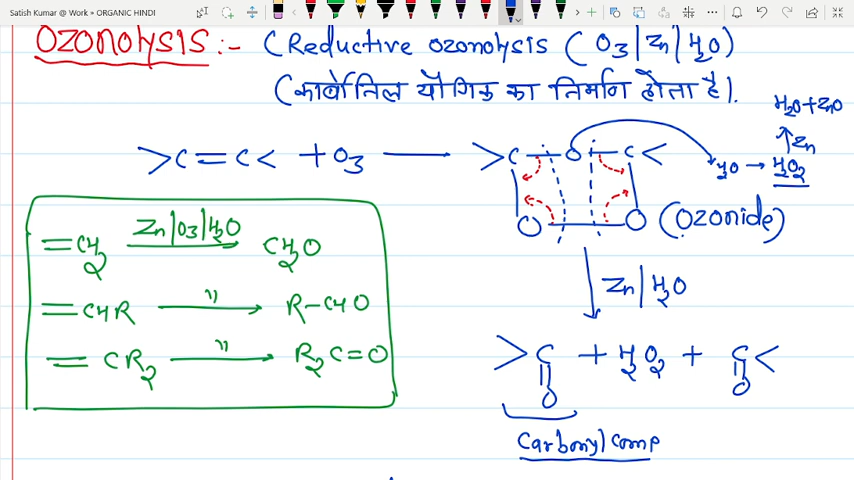 Satish Kumar @ Work » ORGANIC HINDI
OZONOLYSIS :- (Reductive ozonolysis (O3/Zn/H2O)
(कार्बोनिल यौगिक का निर्माण होता है).
H2O + ZnO
>C=C< + O3 → >C—O—C< H2O → H2O2 ↑ Zn
O—O (Ozonide)
=CH2 Zn/O3/H2O CH2O
Zn/H2O
=CHR —"→ R-CHO
=CR2 —"→ R2C=O
>C=O + H2O2 + C=O<
Carbonyl comp